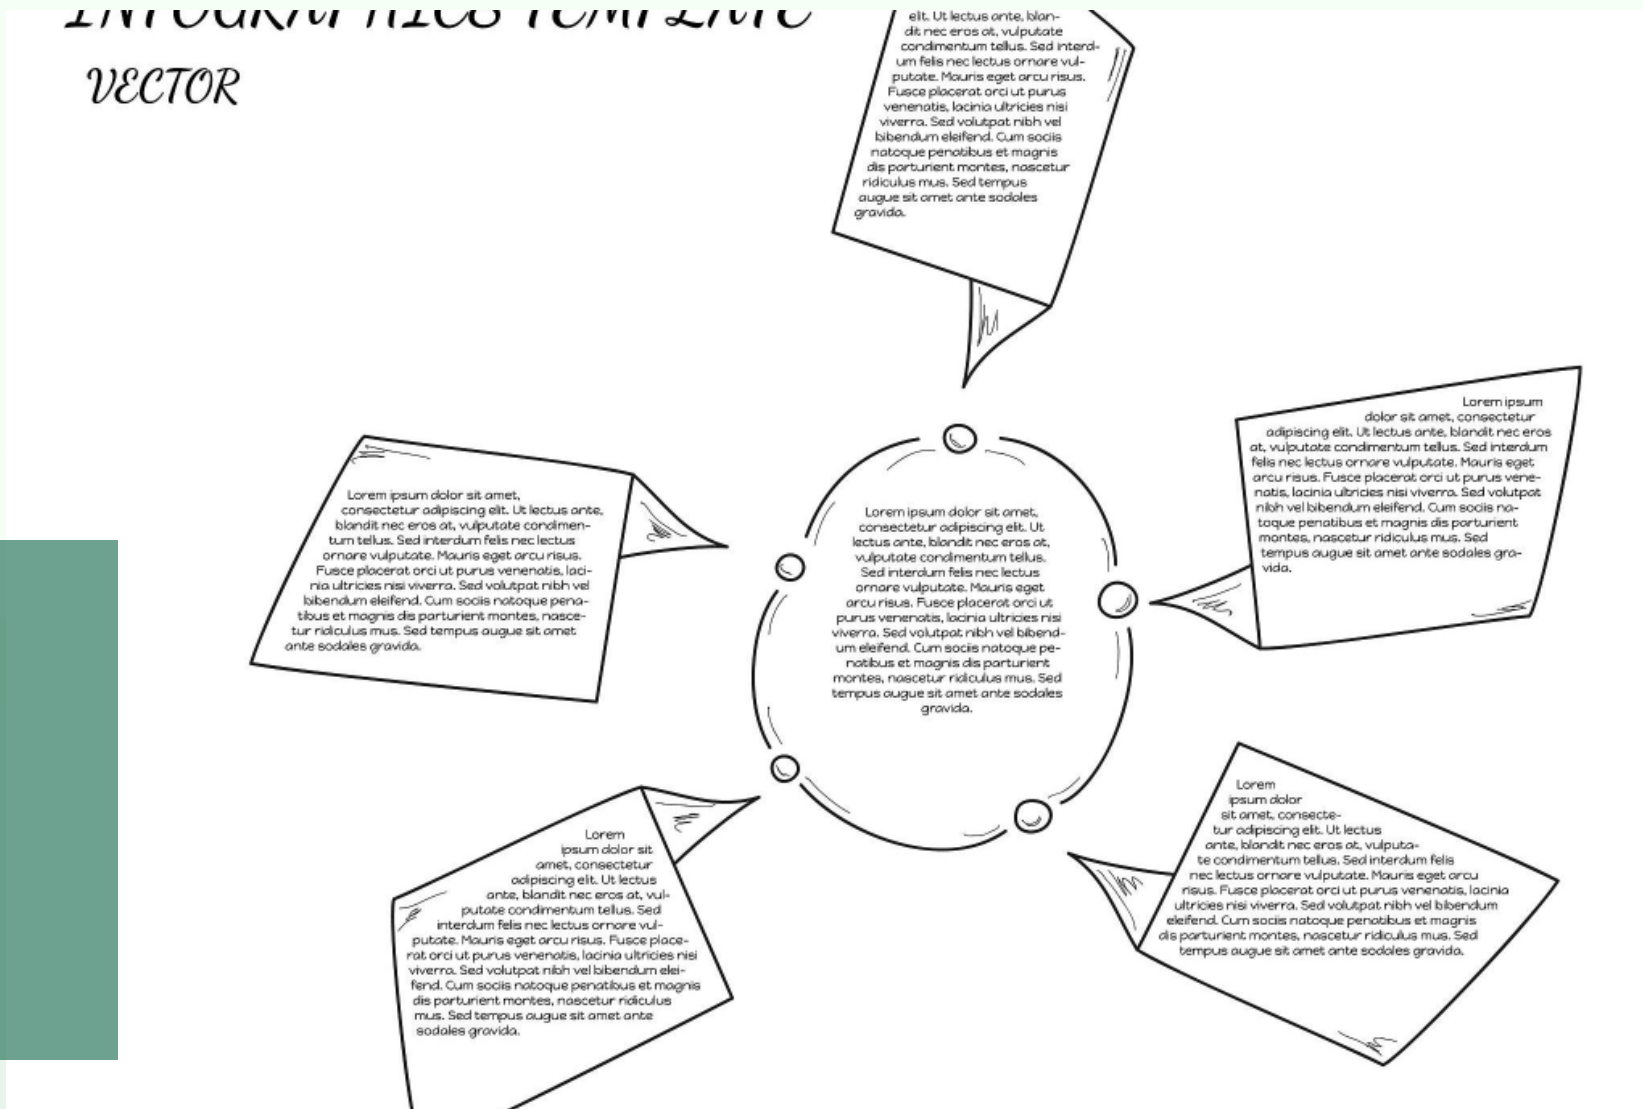 INFOGRAPHICS TEMPLATE
VECTOR
elit. Ut lectus ante, blan-
dit nec eros at, vulputate
condimentum tellus. Sed interd-
um felis nec lectus ornare vul-
putate. Mauris eget arcu risus.
Fusce placerat orci ut purus
venenatis, lacinia ultricies nisi
viverra. Sed volutpat nibh vel
bibendum eleifend. Cum sociis
natoque penatibus et magnis
dis parturient montes, nascetur
ridiculus mus. Sed tempus
augue sit amet ante sodales
gravida.
Lorem ipsum
dolor sit amet, consectetur
adipiscing elit. Ut lectus ante, blandit nec eros
at, vulputate condimentum tellus. Sed interdum
felis nec lectus ornare vulputate. Mauris eget
arcu risus. Fusce placerat orci ut purus vene-
natis, lacinia ultricies nisi viverra. Sed volutpat
nibh vel bibendum eleifend. Cum sociis na-
toque penatibus et magnis dis parturient
montes, nascetur ridiculus mus. Sed
tempus augue sit amet ante sodales gra-
vida.
Lorem ipsum dolor sit amet,
consectetur adipiscing elit. Ut lectus ante,
blandit nec eros at, vulputate condimen-
tum tellus. Sed interdum felis nec lectus
ornare vulputate. Mauris eget arcu risus.
Fusce placerat orci ut purus venenatis, laci-
nia ultricies nisi viverra. Sed volutpat nibh vel
bibendum eleifend. Cum sociis natoque pena-
tibus et magnis dis parturient montes, nasce-
tur ridiculus mus. Sed tempus augue sit amet
ante sodales gravida.
Lorem ipsum dolor sit amet,
consectetur adipiscing elit. Ut
lectus ante, blandit nec eros at,
vulputate condimentum tellus.
Sed interdum felis nec lectus
ornare vulputate. Mauris eget
arcu risus. Fusce placerat orci ut
purus venenatis, lacinia ultricies nisi
viverra. Sed volutpat nibh vel bibend-
um eleifend. Cum sociis natoque pe-
natibus et magnis dis parturient
montes, nascetur ridiculus mus. Sed
tempus augue sit amet ante sodales
gravida.
Lorem
ipsum dolor sit
amet, consectetur
adipiscing elit. Ut lectus
ante, blandit nec eros at, vul-
putate condimentum tellus. Sed
interdum felis nec lectus ornare vul-
putate. Mauris eget arcu risus. Fusce place-
rat orci ut purus venenatis, lacinia ultricies nisi
viverra. Sed volutpat nibh vel bibendum elei-
fend. Cum sociis natoque penatibus et magnis
dis parturient montes, nascetur ridiculus
mus. Sed tempus augue sit amet ante
sodales gravida.
Lorem
ipsum dolor
sit amet, consecte-
tur adipiscing elit. Ut lectus
ante, blandit nec eros at, vulputa-
te condimentum tellus. Sed interdum felis
nec lectus ornare vulputate. Mauris eget arcu
risus. Fusce placerat orci ut purus venenatis, lacinia
ultricies nisi viverra. Sed volutpat nibh vel bibendum
eleifend. Cum sociis natoque penatibus et magnis
dis parturient montes, nascetur ridiculus mus. Sed
tempus augue sit amet ante sodales gravida.